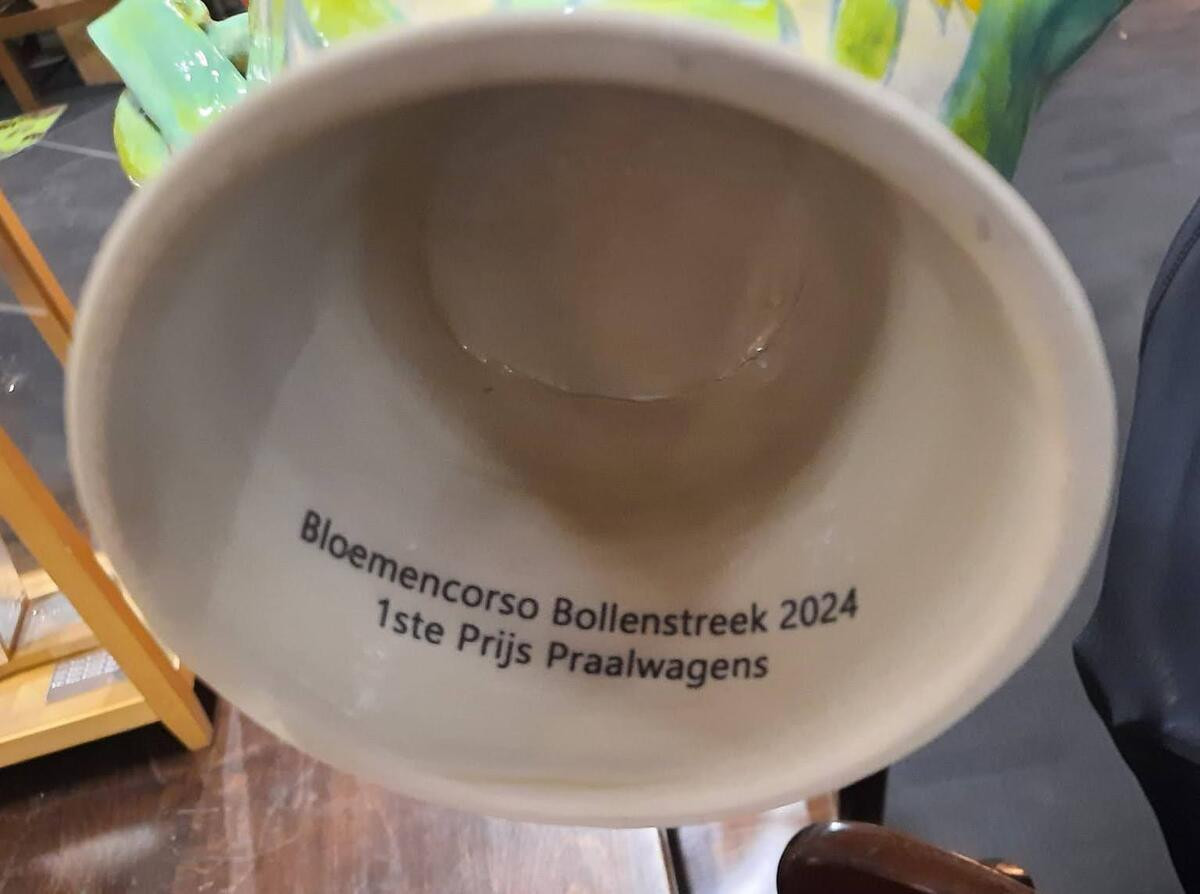 Bloemencorso Bollenstreek 2024
1ste Prijs Praalwagens